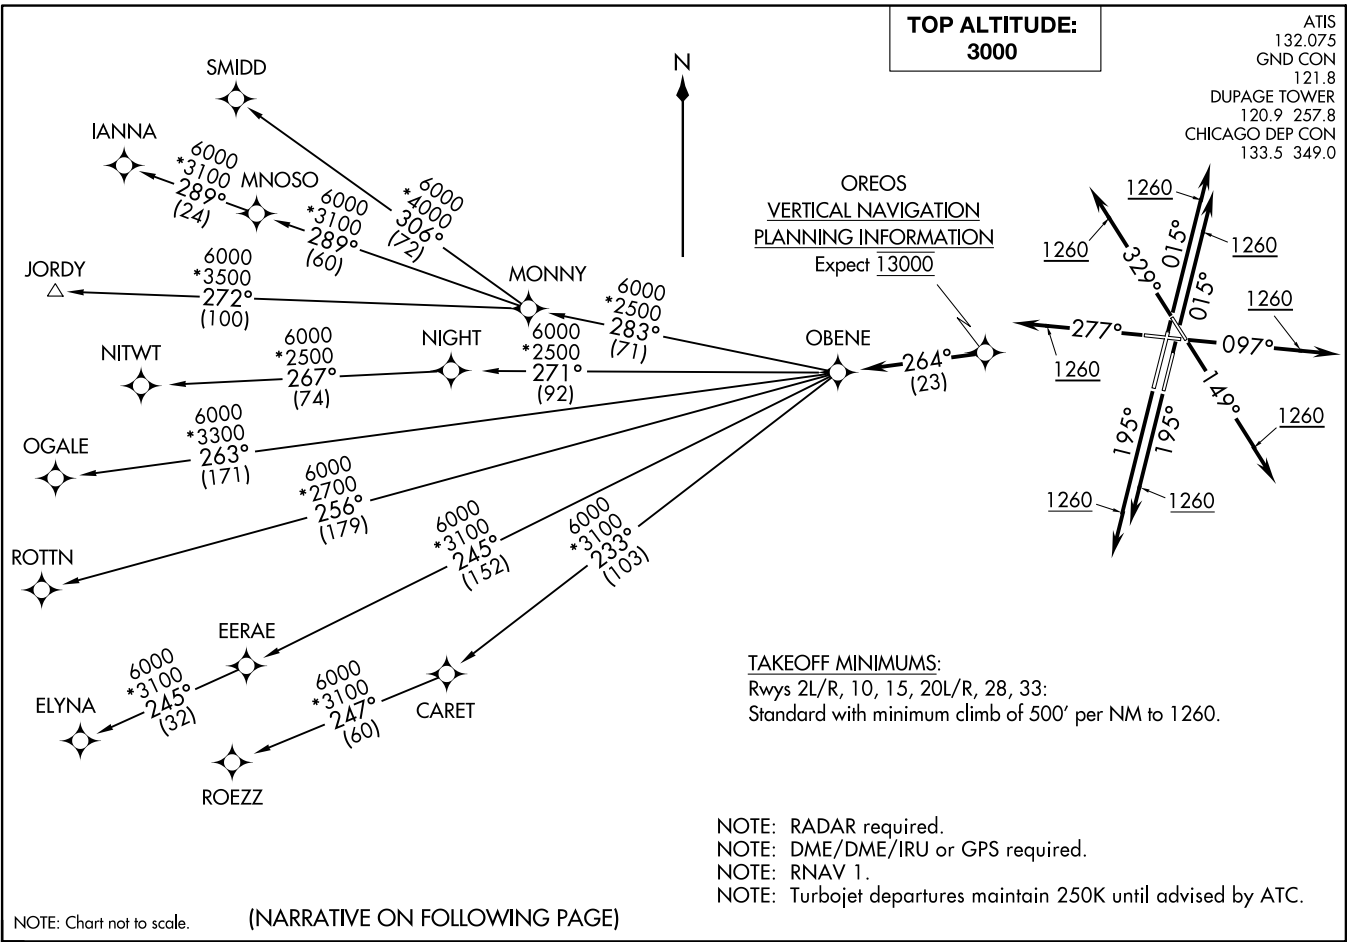 TOP ALTITUDE:
3000
ATIS
132.075
GND CON
121.8
DUPAGE TOWER
120.9 257.8
CHICAGO DEP CON
133.5 349.0
N
SMIDD
IANNA
6000
*3100
289°
(24)
MNOSO
6000
*3100
289°
(60)
6000
*4000
306°
(72)
JORDY
6000
*3500
272°
(100)
MONNY
6000
*2500
283°
(71)
NITWT
6000
*2500
267°
(74)
NIGHT
6000
*2500
271°
(92)
OBENE
OREOS
VERTICAL NAVIGATION
PLANNING INFORMATION
Expect 13000
264°
(23)
1260
015°
1260
329°
1260
015°
1260
277°
1260
097°
149°
1260
195°
195°
1260
1260
OGALE
6000
*3300
263°
(171)
ROTTN
6000
*2700
256°
(179)
6000
*3100
245°
(152)
6000
*3100
233°
(103)
EERAE
ELYNA
6000
*3100
245°
(32)
6000
*3100
247°
(60)
CARET
ROEZZ
TAKEOFF MINIMUMS:
Rwys 2L/R, 10, 15, 20L/R, 28, 33:
Standard with minimum climb of 500' per NM to 1260.
NOTE: RADAR required.
NOTE: DME/DME/IRU or GPS required.
NOTE: RNAV 1.
NOTE: Turbojet departures maintain 250K until advised by ATC.
NOTE: Chart not to scale.
(NARRATIVE ON FOLLOWING PAGE)